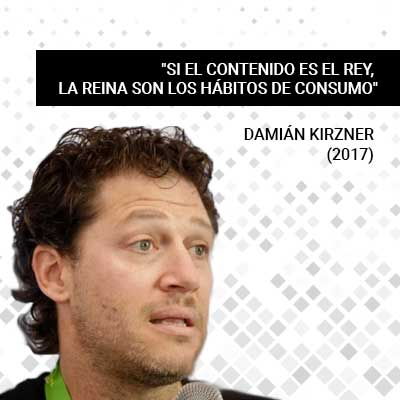 "SI EL CONTENIDO ES EL REY,
LA REINA SON LOS HÁBITOS DE CONSUMO"
DAMIÁN KIRZNER
(2017)